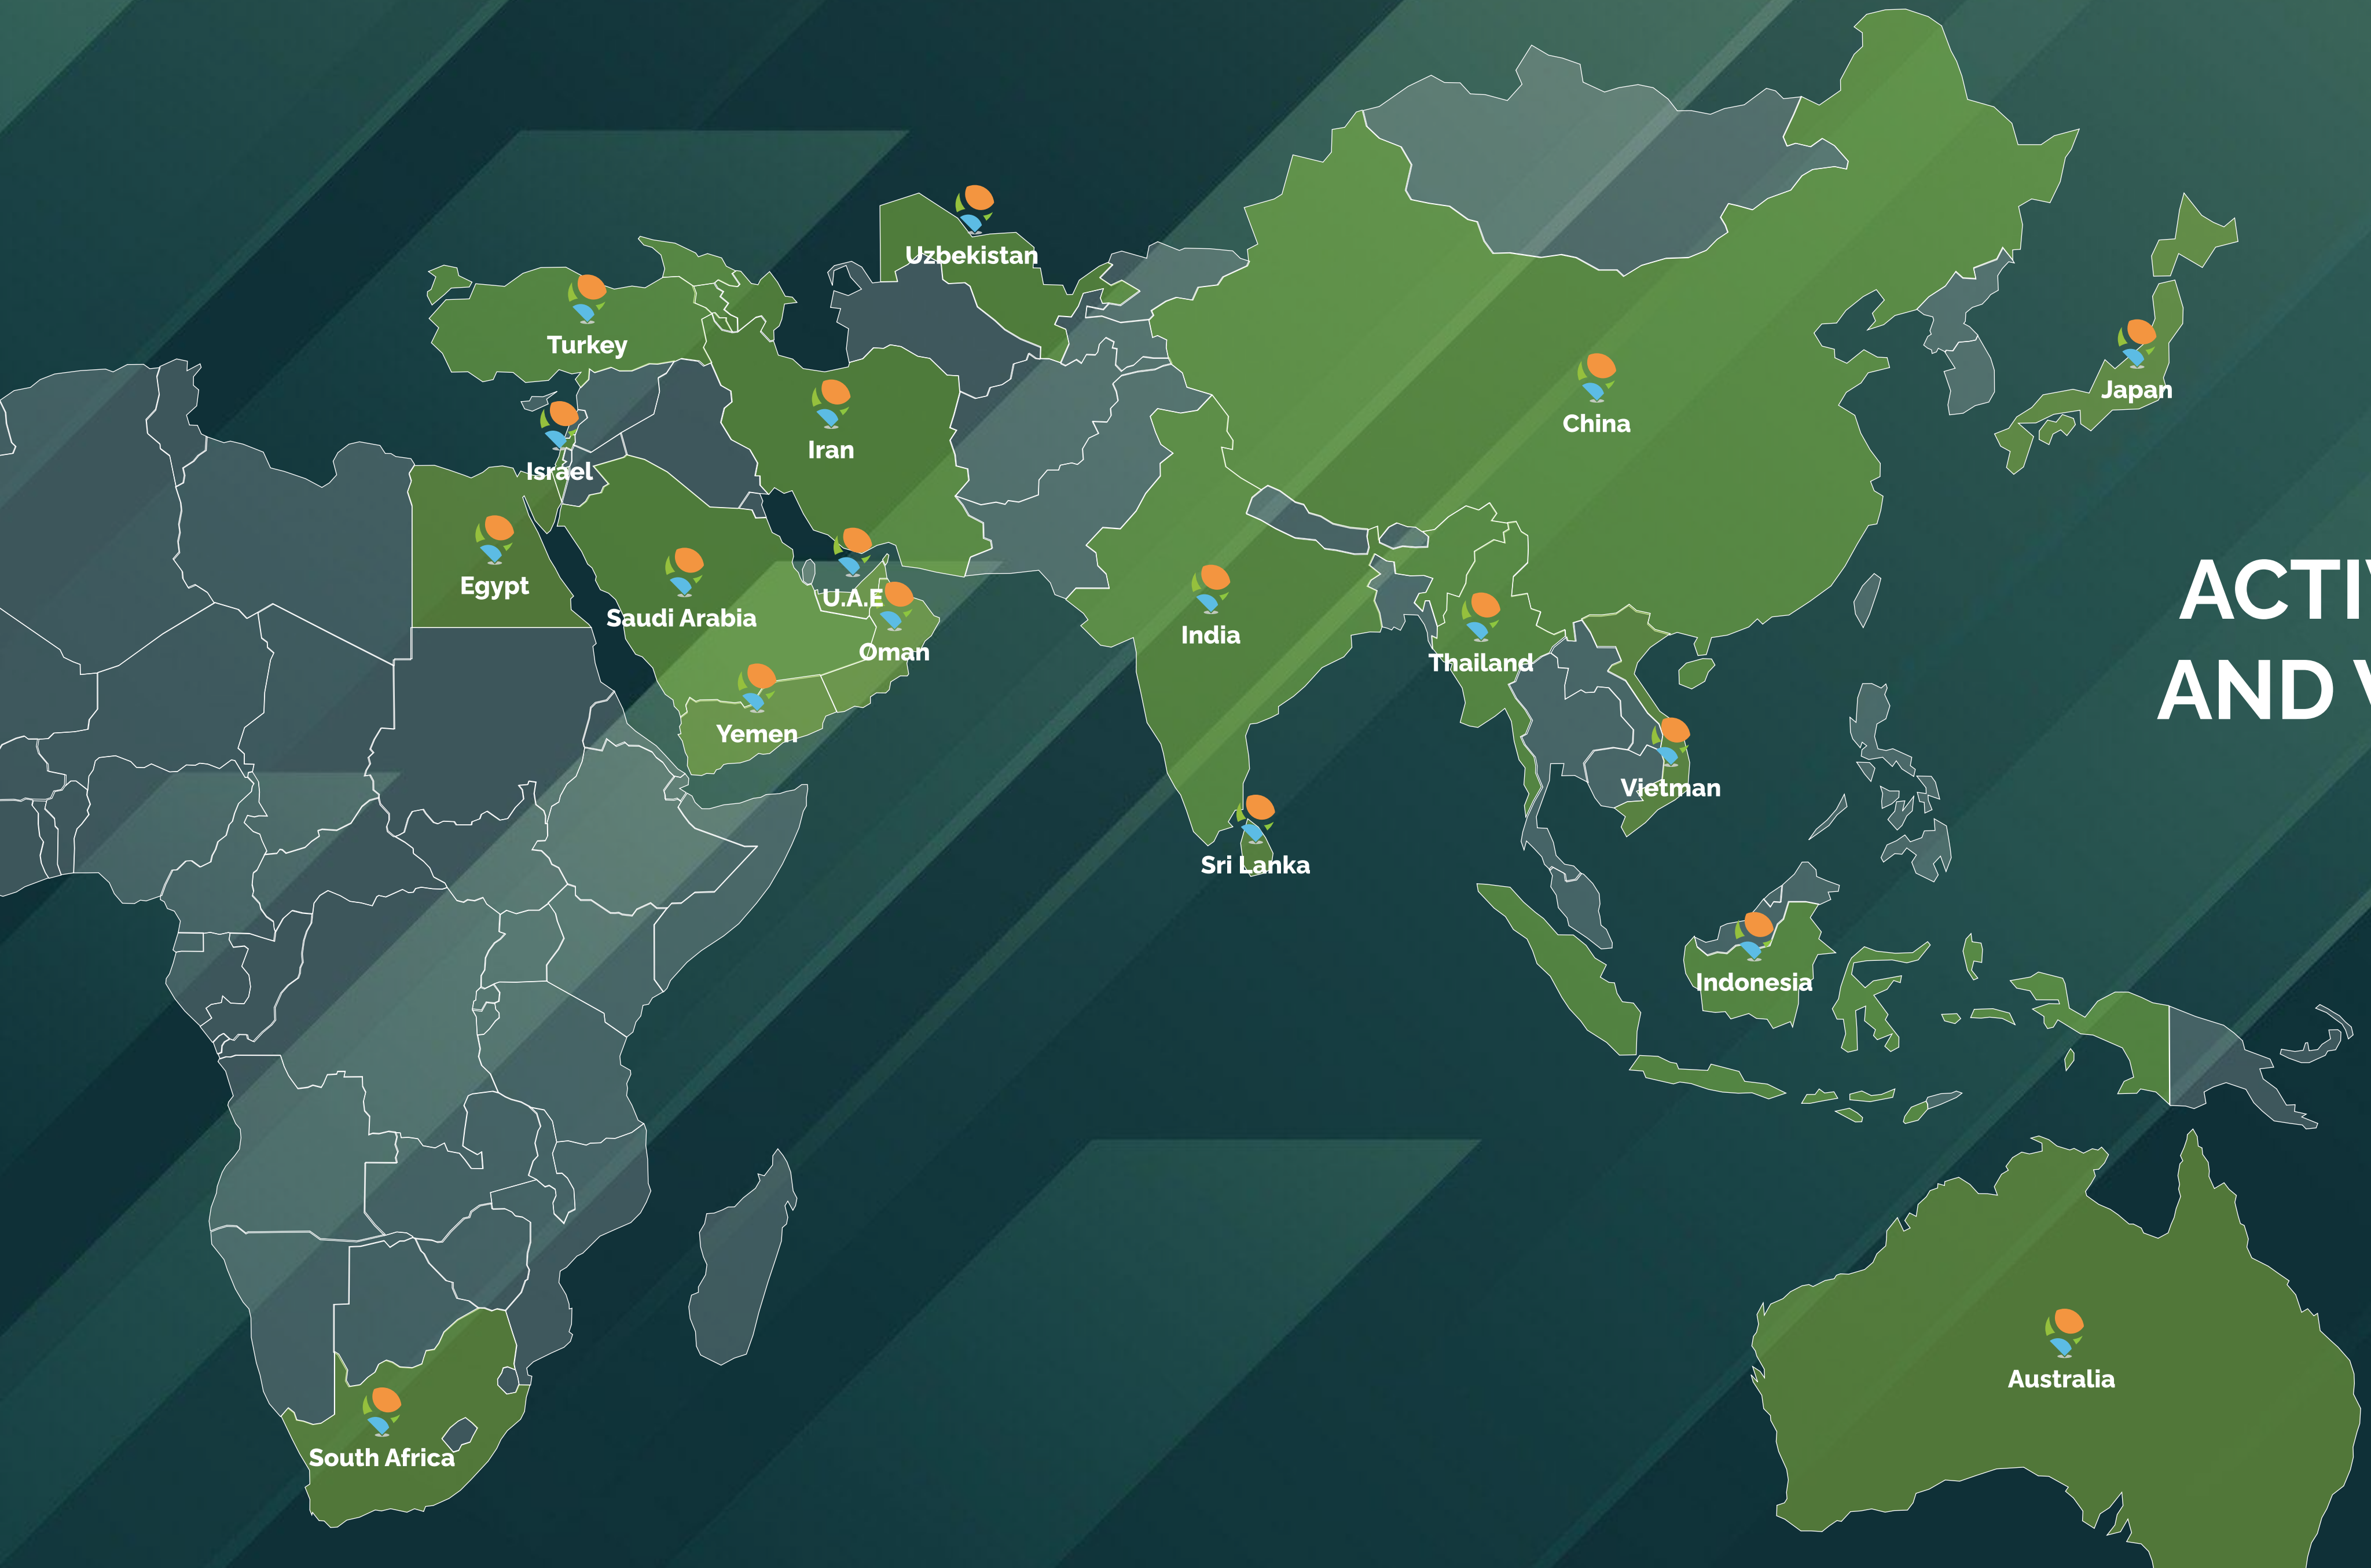 Uzbekistan
Turkey
Japan
China
Iran
Israel
Egypt
U.A.E
Saudi Arabia
India
Oman
Thailand
ACTI
AND
Yemen
Vietman
Sri Lanka
Indonesia
Australia
South Africa